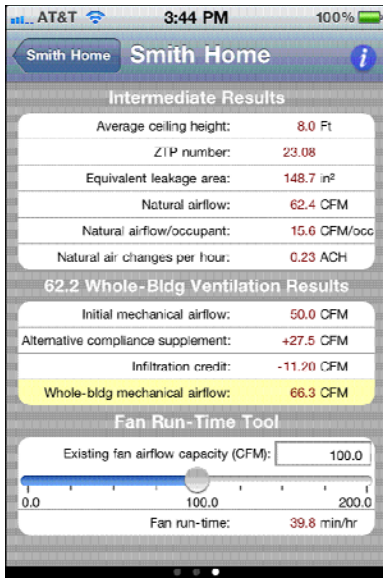 AT&T 3:44 PM 100%
Smith Home Smith Home i
Intermediate Results
Average ceiling height: 8.0 Ft
ZTP number: 23.08
Equivalent leakage area: 148.7 in²
Natural airflow: 62.4 CFM
Natural airflow/occupant: 15.6 CFM/occ
Natural air changes per hour: 0.23 ACH
62.2 Whole-Bldg Ventilation Results
Initial mechanical airflow: 50.0 CFM
Alternative compliance supplement: +27.5 CFM
Infiltration credit: -11.20 CFM
Whole-bldg mechanical airflow: 66.3 CFM
Fan Run-Time Tool
Existing fan airflow capacity (CFM): 100.0
0.0 100.0 200.0
Fan run-time: 39.8 min/hr